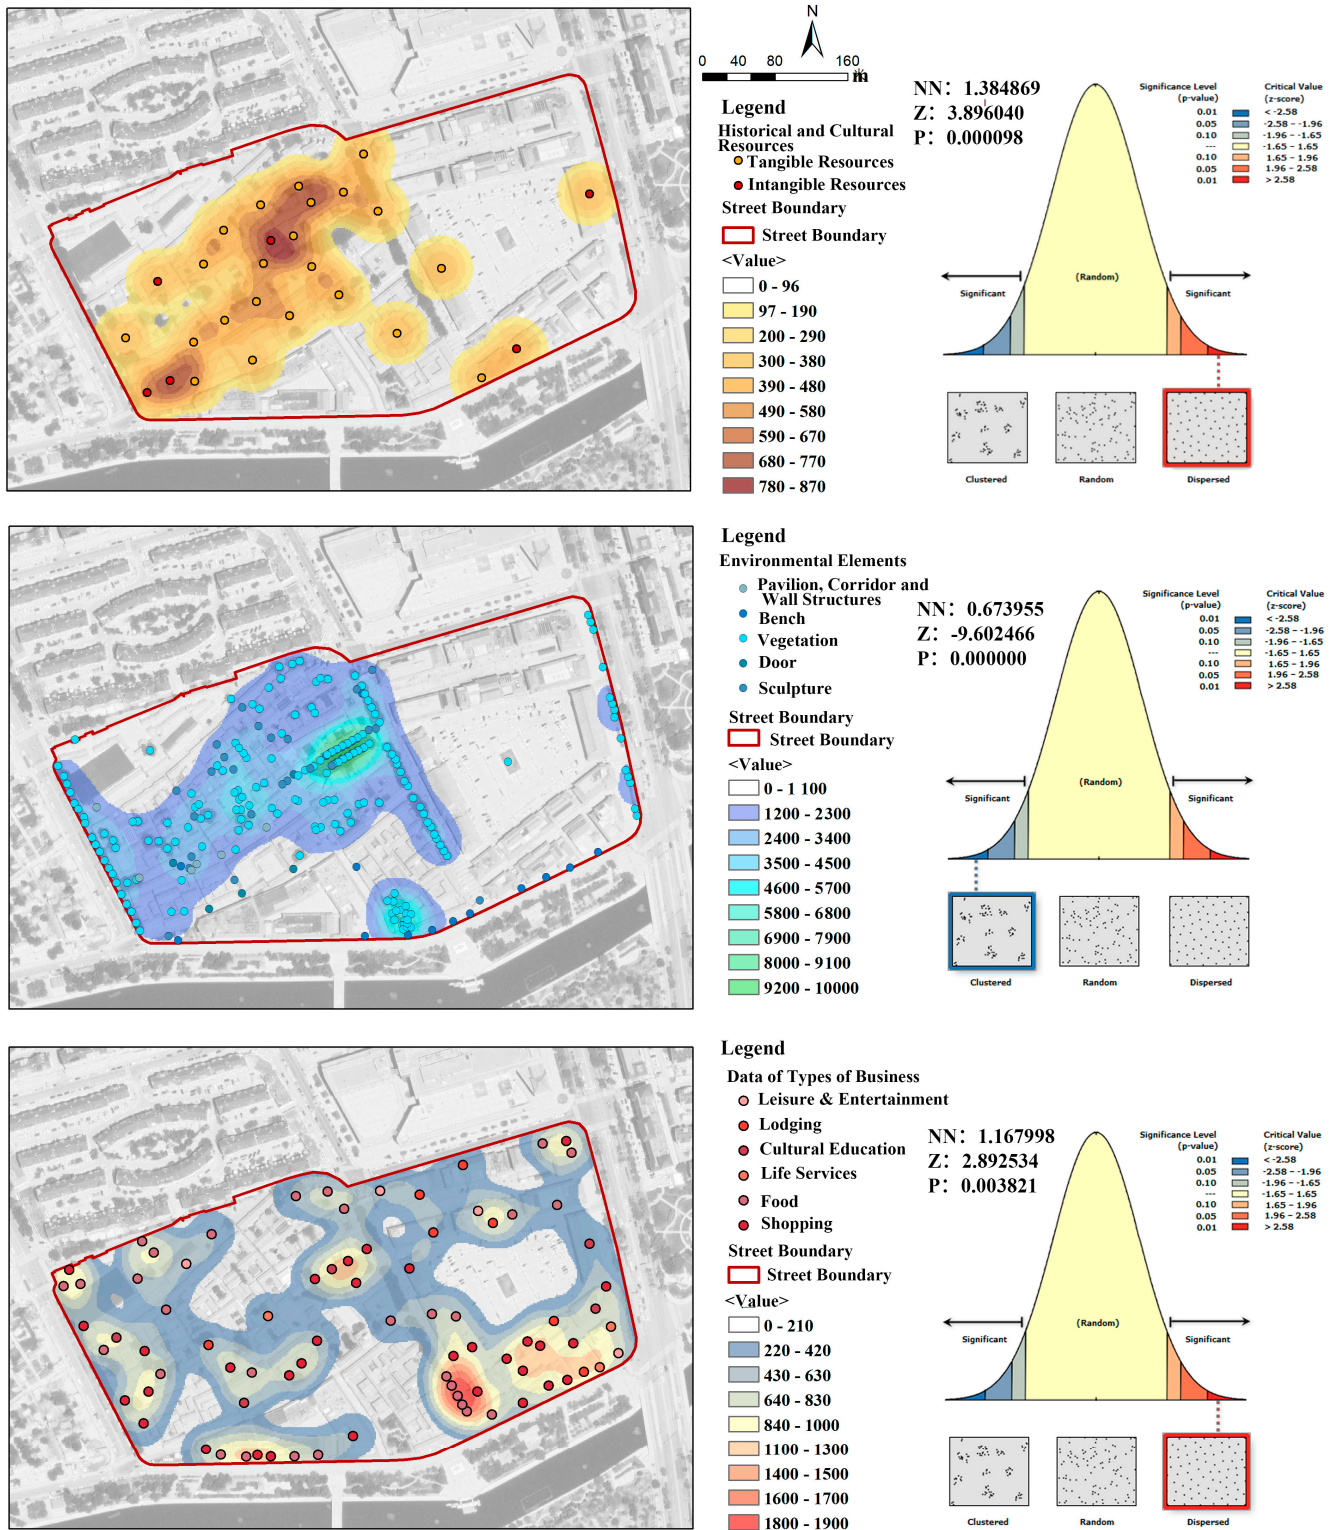 N
0 40 80 160
m
Legend
Historical and Cultural
Resources
Tangible Resources
Intangible Resources
Street Boundary
Street Boundary
<Value>
0 - 96
97 - 190
200 - 290
300 - 380
390 - 480
490 - 580
590 - 670
680 - 770
780 - 870
NN: 1.384869
Z: 3.896040
P: 0.000098
Significance Level
(p-value)
Critical Value
(z-score)
0.01 < -2.58
0.05 -2.58 - -1.96
0.10 -1.96 - -1.65
--- -1.65 - 1.65
0.10 1.65 - 1.96
0.05 1.96 - 2.58
0.01 > 2.58
Significant
(Random)
Significant
Clustered
Random
Dispersed
Legend
Environmental Elements
Pavilion, Corridor and
Wall Structures
Bench
Vegetation
Door
Sculpture
Street Boundary
Street Boundary
<Value>
0 - 1 100
1200 - 2300
2400 - 3400
3500 - 4500
4600 - 5700
5800 - 6800
6900 - 7900
8000 - 9100
9200 - 10000
NN: 0.673955
Z: -9.602466
P: 0.000000
Significance Level
(p-value)
Critical Value
(z-score)
0.01 < -2.58
0.05 -2.58 - -1.96
0.10 -1.96 - -1.65
--- -1.65 - 1.65
0.10 1.65 - 1.96
0.05 1.96 - 2.58
0.01 > 2.58
Significant
(Random)
Significant
Clustered
Random
Dispersed
Legend
Data of Types of Business
Leisure & Entertainment
Lodging
Cultural Education
Life Services
Food
Shopping
Street Boundary
Street Boundary
<Value>
0 - 210
220 - 420
430 - 630
640 - 830
840 - 1000
1100 - 1300
1400 - 1500
1600 - 1700
1800 - 1900
NN: 1.167998
Z: 2.892534
P: 0.003821
Significance Level
(p-value)
Critical Value
(z-score)
0.01 < -2.58
0.05 -2.58 - -1.96
0.10 -1.96 - -1.65
--- -1.65 - 1.65
0.10 1.65 - 1.96
0.05 1.96 - 2.58
0.01 > 2.58
Significant
(Random)
Significant
Clustered
Random
Dispersed